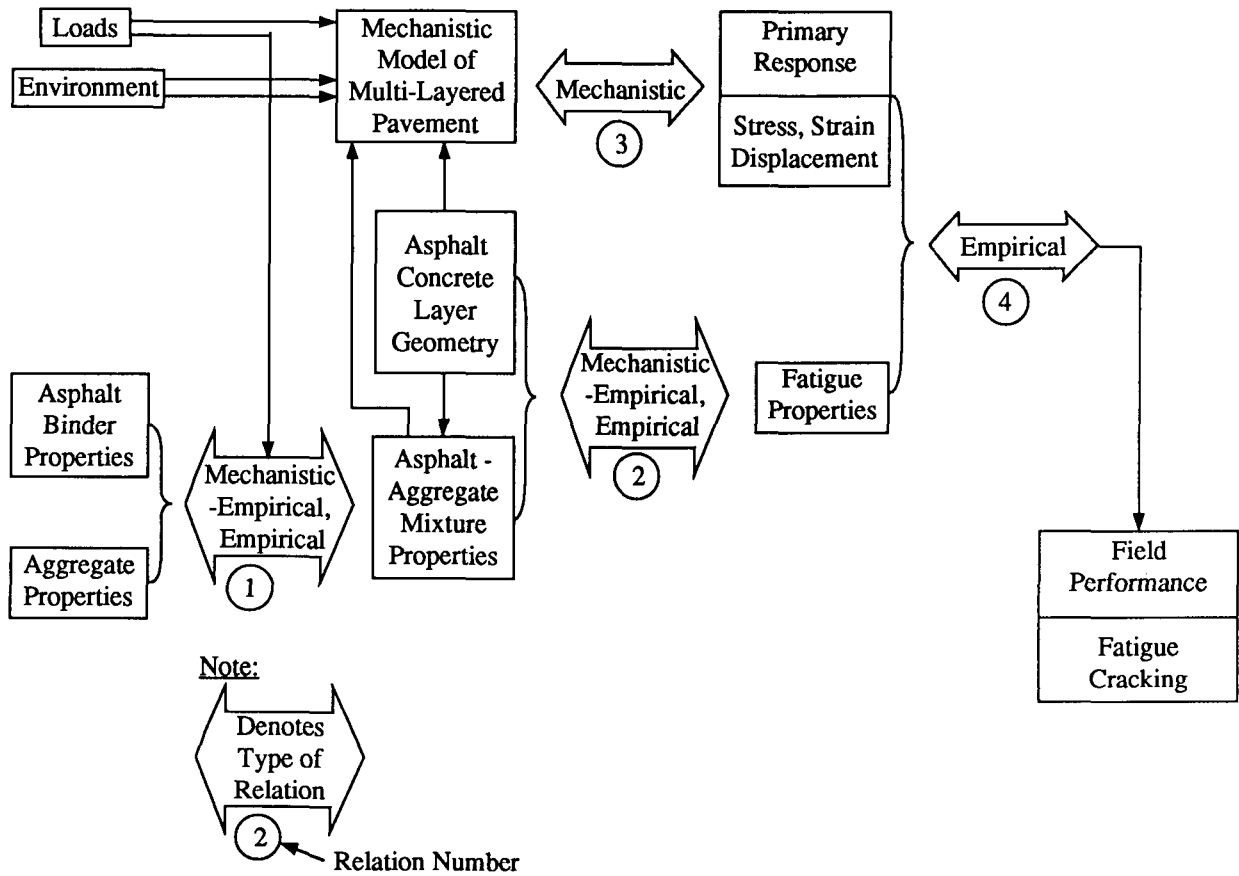 Loads
Environment
Mechanistic
Model of
Multi-Layered
Pavement
Mechanistic
3
Primary
Response
Stress, Strain
Displacement
Asphalt
Concrete
Layer
Geometry
Empirical
4
Mechanistic
-Empirical,
Empirical
2
Fatigue
Properties
Asphalt
Binder
Properties
Aggregate
Properties
Mechanistic
-Empirical,
Empirical
1
Asphalt -
Aggregate
Mixture
Properties
Field
Performance
Fatigue
Cracking
Note:
Denotes
Type of
Relation
2
Relation Number